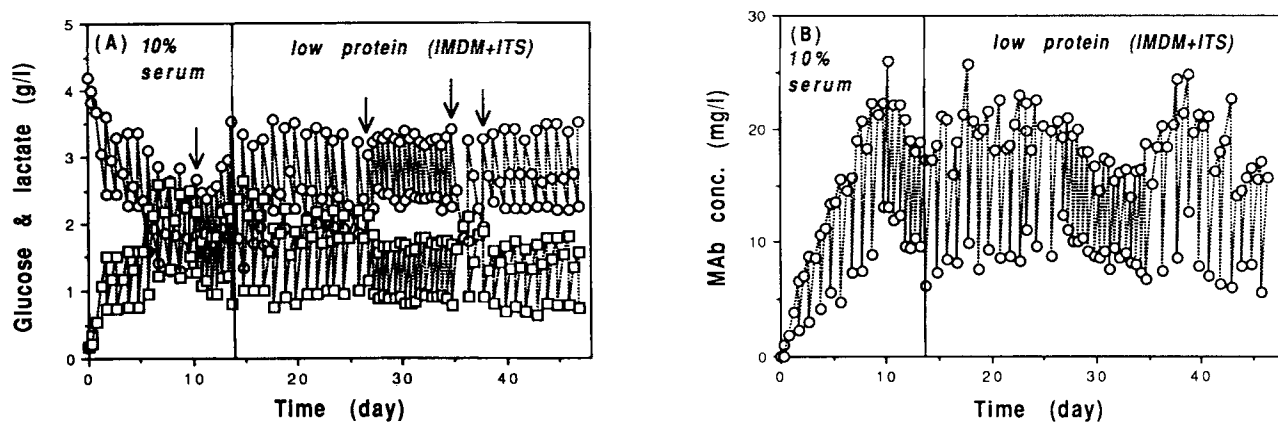 (A) 10%
serum
low protein (IMDM+ITS)
Glucose & lactate (g/l)
5
4
3
2
1
0
0 10 20 30 40
Time (day)
(B)
10%
serum
low protein (IMDM+ITS)
MAb conc. (mg/l)
30
20
10
0
0 10 20 30 40
Time (day)